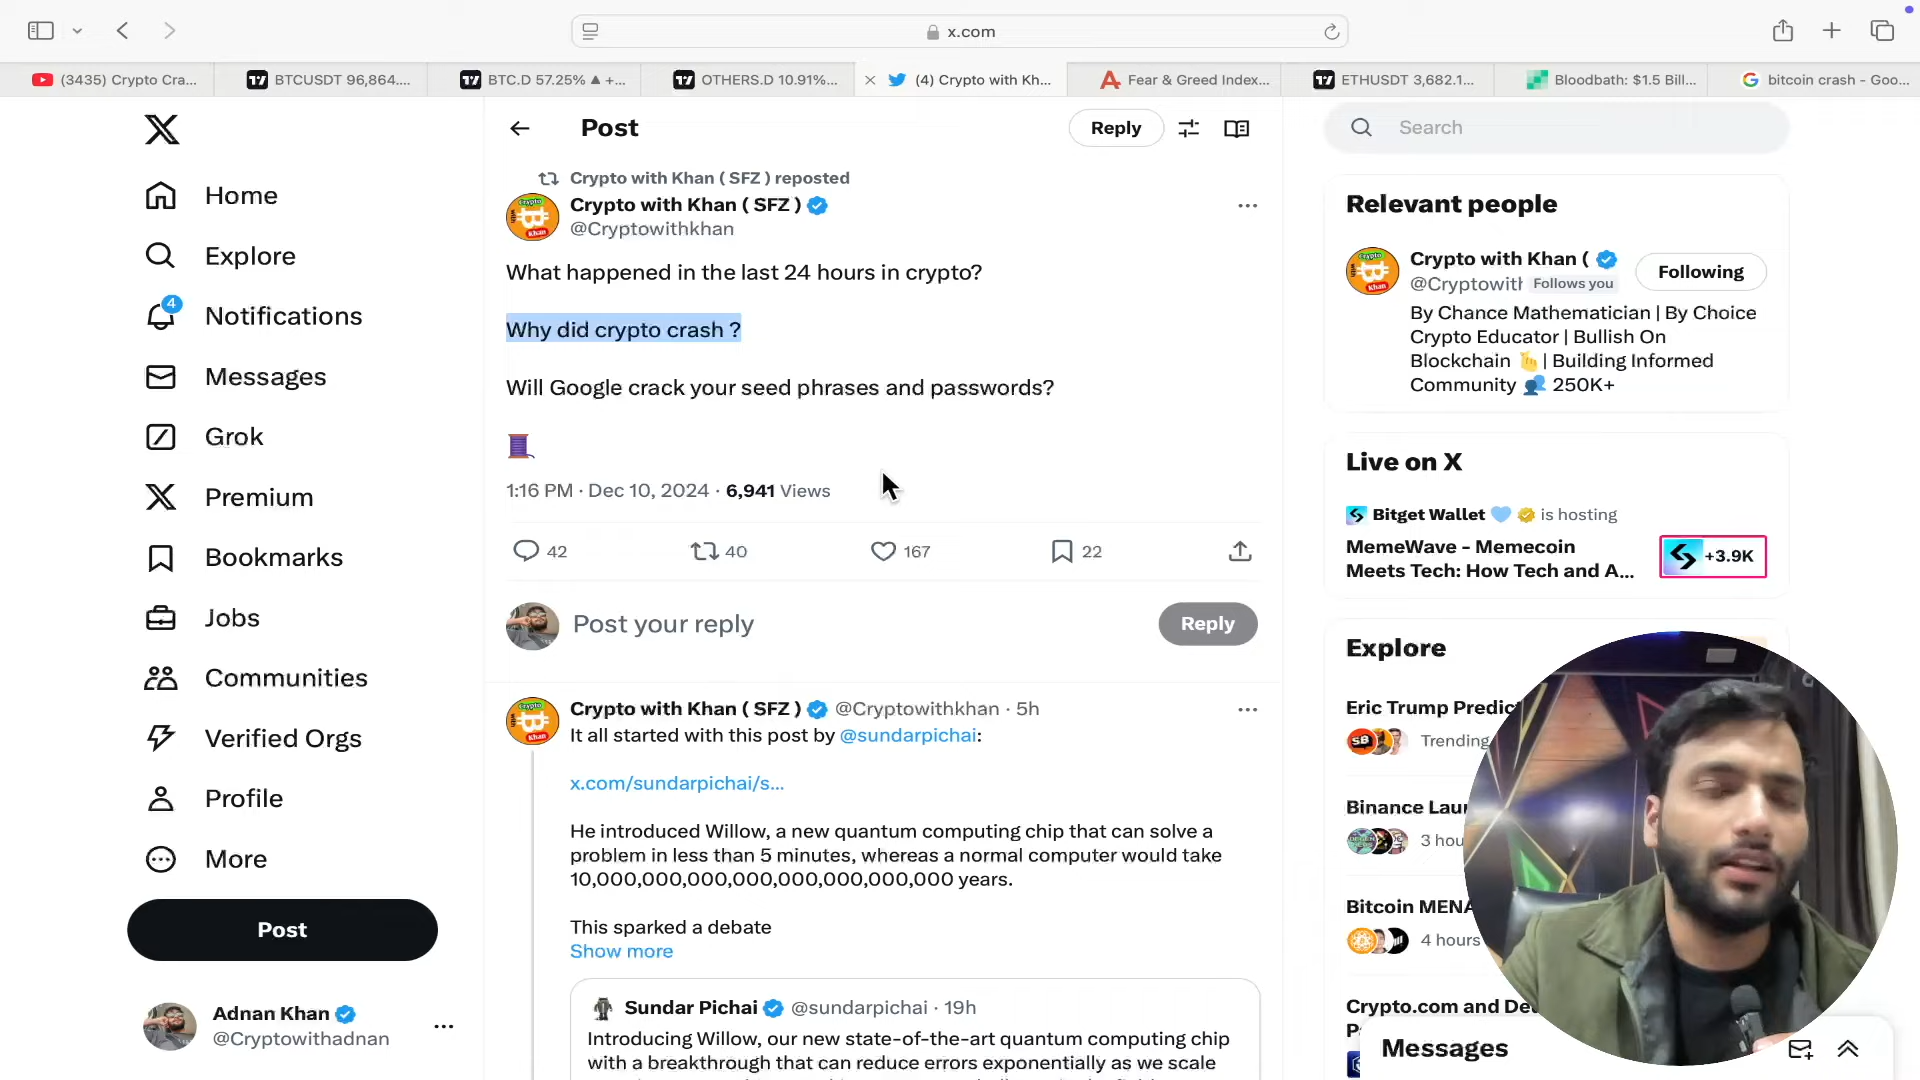 x.com
(3435) Crypto Cra...
BTCUSDT 96,864....
BTC.D 57.25% ▲ +...
OTHERS.D 10.91%...
(4) Crypto with Kh...
Fear & Greed Index...
ETHUSDT 3,682.1...
Bloodbath: $1.5 Bill...
bitcoin crash - Goo...
Home
Explore
4
Notifications
Messages
Grok
Premium
Bookmarks
Jobs
Communities
Verified Orgs
Profile
More
Post
Adnan Khan
@Cryptowithadnan
Post
Reply
Crypto with Khan ( SFZ ) reposted
Crypto with Khan ( SFZ )
@Cryptowithkhan
What happened in the last 24 hours in crypto?
Why did crypto crash ?
Will Google crack your seed phrases and passwords?
1:16 PM · Dec 10, 2024 · 6,941 Views
42
40
167
22
Post your reply
Reply
Crypto with Khan ( SFZ ) @Cryptowithkhan · 5h
It all started with this post by @sundarpichai:
x.com/sundarpichai/s...
He introduced Willow, a new quantum computing chip that can solve a
problem in less than 5 minutes, whereas a normal computer would take
10,000,000,000,000,000,000,000,000 years.
This sparked a debate
Show more
Sundar Pichai @sundarpichai · 19h
Introducing Willow, our new state-of-the-art quantum computing chip
with a breakthrough that can reduce errors exponentially as we scale
Search
Relevant people
Crypto with Khan (
@Cryptowitl Follows you
Following
By Chance Mathematician | By Choice
Crypto Educator | Bullish On
Blockchain | Building Informed
Community 250K+
Live on X
Bitget Wallet is hosting
MemeWave - Memecoin
Meets Tech: How Tech and A...
+3.9K
Explore
Eric Trump Predict
Trending
Binance Lau
3 hou
Bitcoin MENA
4 hours
Crypto.com and De
Messages